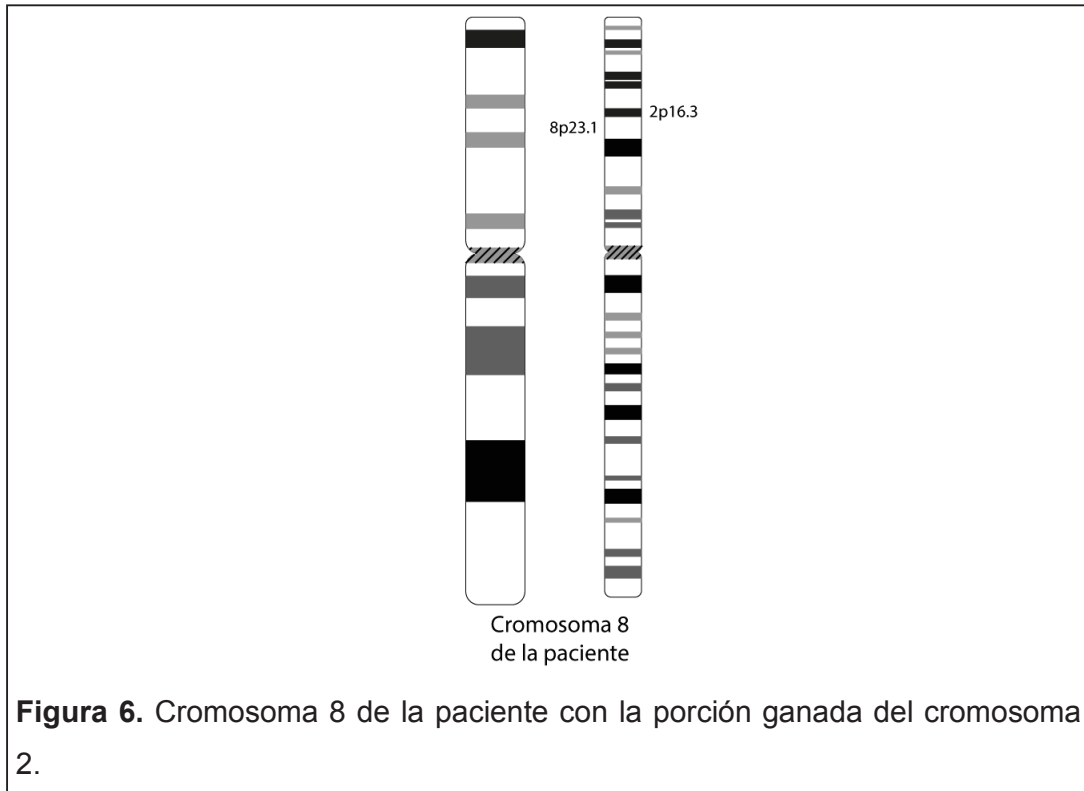 8p23.1
2p16.3
Cromosoma 8
de la paciente
Figura 6. Cromosoma 8 de la paciente con la porción ganada del cromosoma
2.